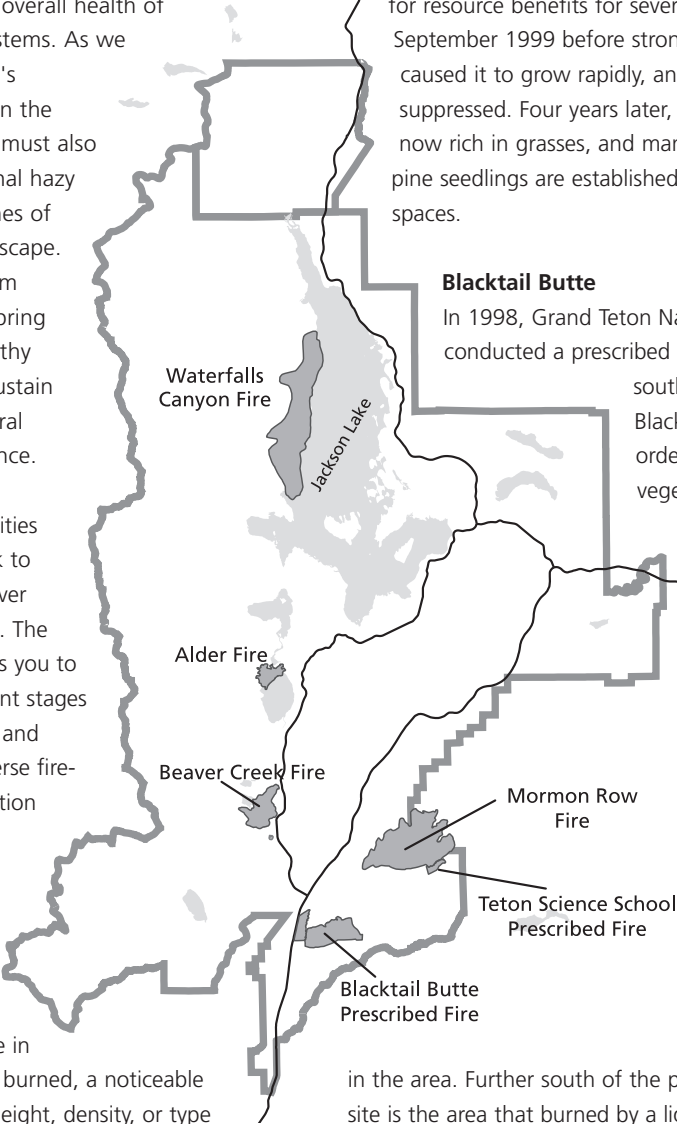 overall health of
stems. As we
's
n the
must also
nal hazy
nes of
scape.
m
oring
thy
ustain
ral
nce.
ities
k to
ver
. The
s you to
nt stages
and
erse fire-
tion
e in
burned, a noticeable
eight, density, or type
for resource benefits for sever
September 1999 before stron
caused it to grow rapidly, an
suppressed. Four years later,
now rich in grasses, and mar
pine seedlings are established
spaces.
Blacktail Butte
In 1998, Grand Teton Na
conducted a prescribed
south
Black
orde
vege
Waterfalls
Canyon Fire
Jackson Lake
Alder Fire
Beaver Creek Fire
Mormon Row
Fire
Teton Science School
Prescribed Fire
Blacktail Butte
Prescribed Fire
in the area. Further south of the p
site is the area that burned by a lig